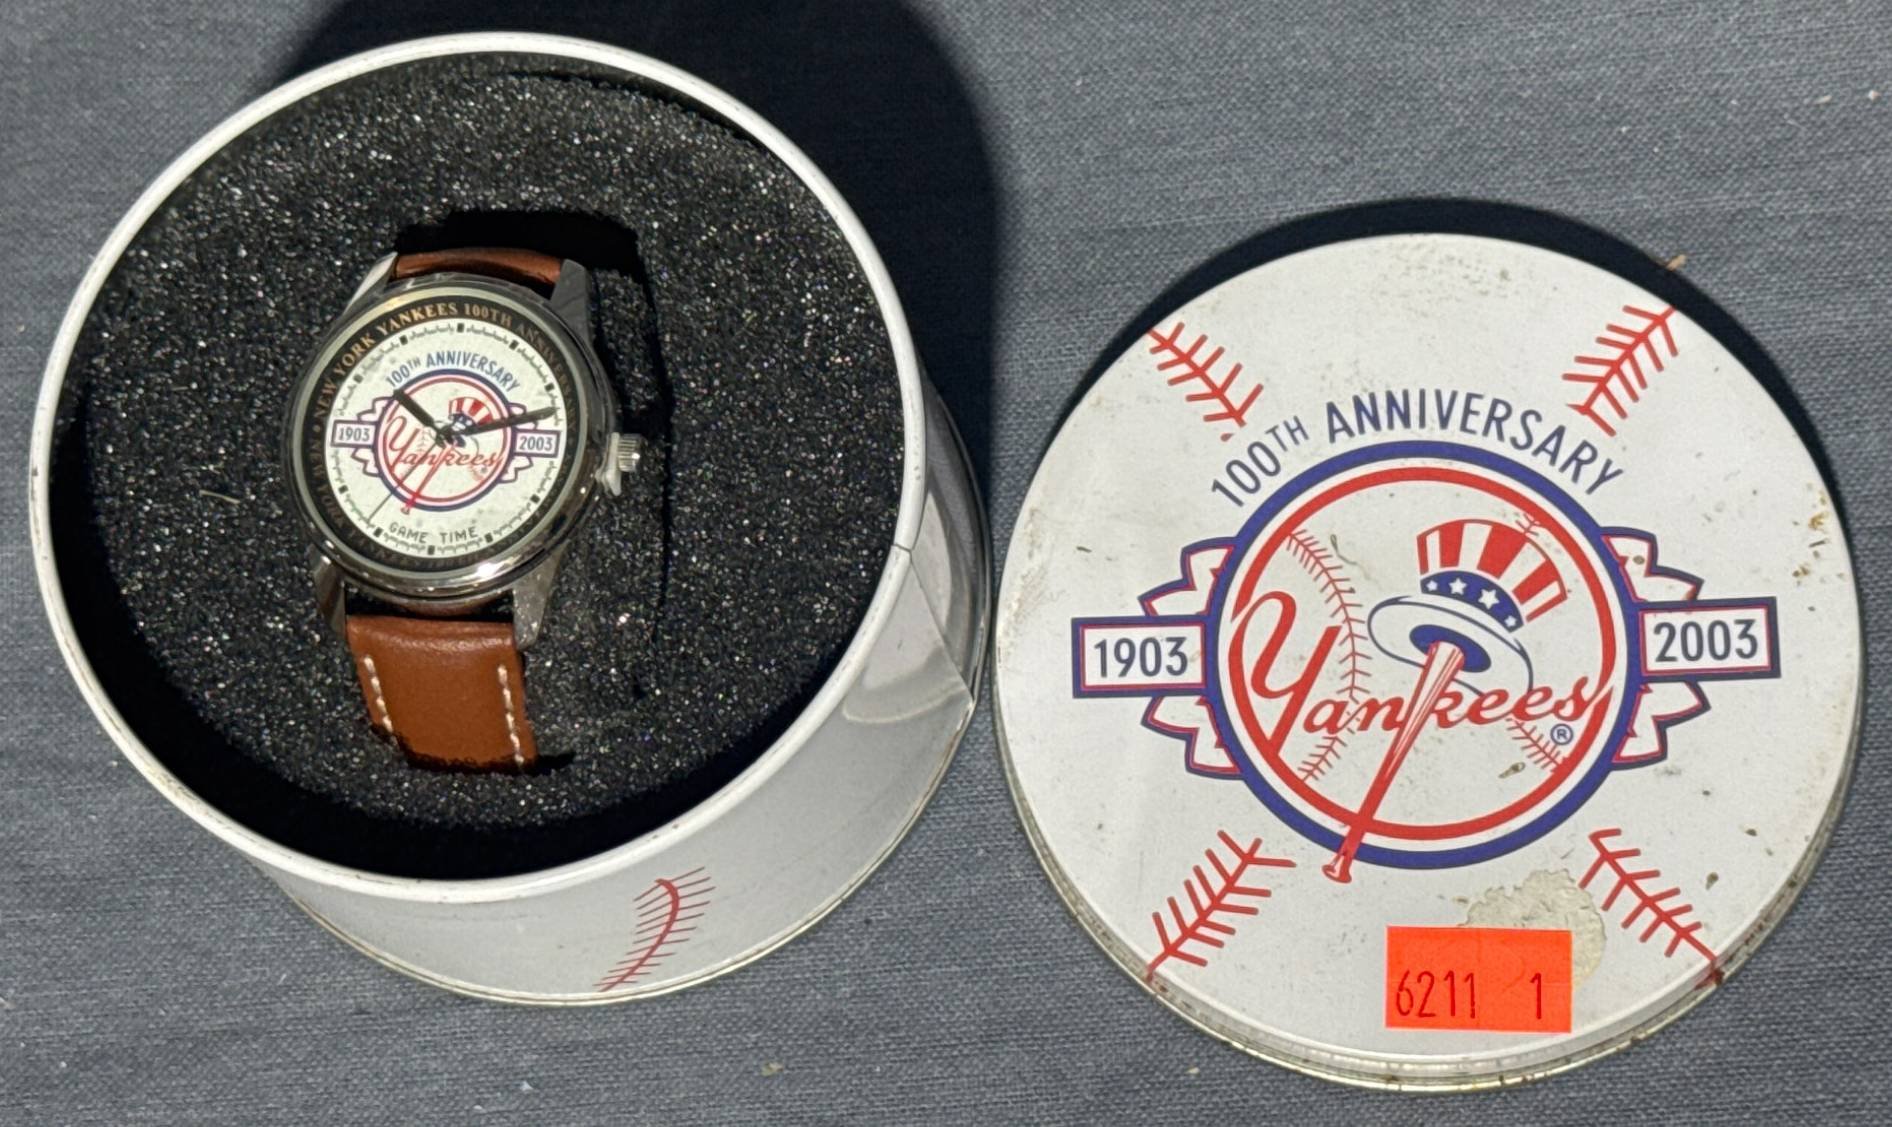 NEW YORK YANKEES 100TH ANNIVERSARY
100TH ANNIVERSARY
1903
2003
Yankees
GAME TIME
100TH ANNIVERSARY
1903
2003
Yankees®
6211 1